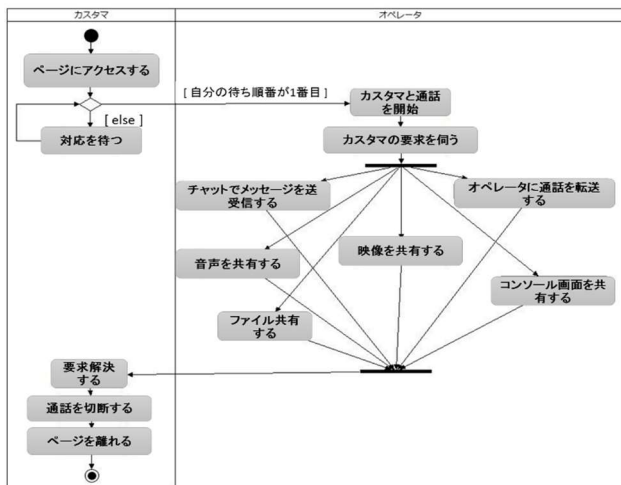 カスタマ
オペレータ
ページにアクセスする
[ 自分の待ち順番が1番目 ]
カスタマと通話
を開始
[ else ]
対応を待つ
カスタマの要求を伺う
チャットでメッセージを送
受信する
オペレータに通話を転送
する
音声を共有する
映像を共有する
コンソール画面を共
有する
ファイル共有
する
要求解決
する
通話を切断する
ページを離れる